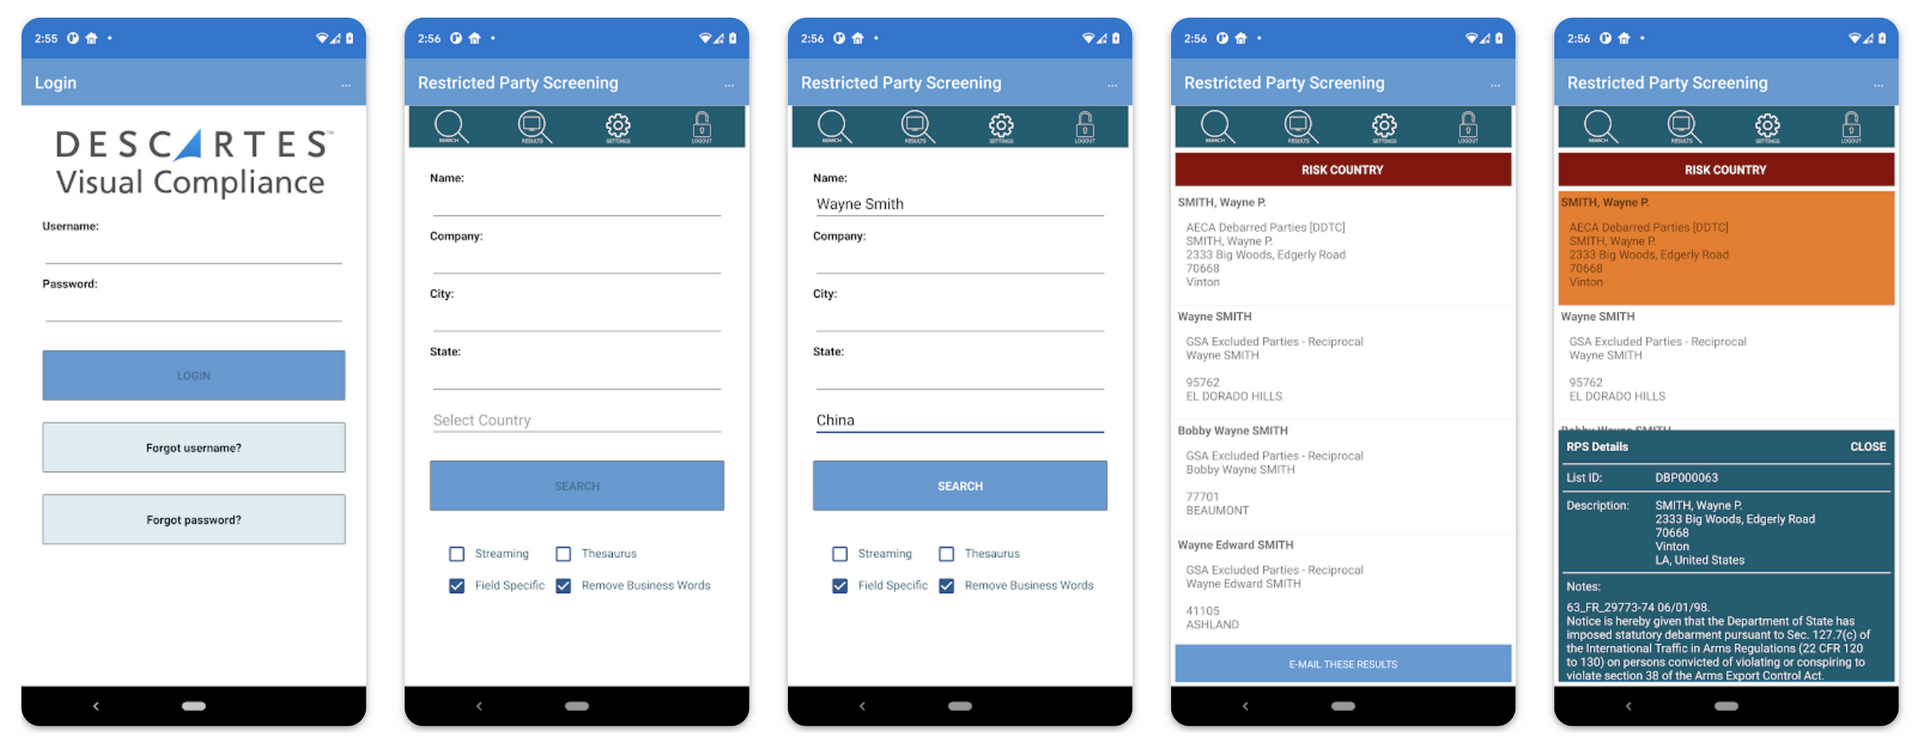 2:55
Login
...
DESCARTES™
Visual Compliance
Username:
Password:
LOGIN
Forgot username?
Forgot password?
2:56
Restricted Party Screening
...
SEARCH
RESULTS
SETTINGS
LOGOUT
Name:
Company:
City:
State:
Select Country
SEARCH
Streaming
Thesaurus
Field Specific
Remove Business Words
2:56
Restricted Party Screening
...
SEARCH
RESULTS
SETTINGS
LOGOUT
Name:
Wayne Smith
Company:
City:
State:
China
SEARCH
Streaming
Thesaurus
Field Specific
Remove Business Words
2:56
Restricted Party Screening
...
SEARCH
RESULTS
SETTINGS
LOGOUT
RISK COUNTRY
SMITH, Wayne P.
AECA Debarred Parties [DDTC]
SMITH, Wayne P.
2333 Big Woods, Edgerly Road
70668
Vinton
Wayne SMITH
GSA Excluded Parties - Reciprocal
Wayne SMITH
95762
EL DORADO HILLS
Bobby Wayne SMITH
GSA Excluded Parties - Reciprocal
Bobby Wayne SMITH
77701
BEAUMONT
Wayne Edward SMITH
GSA Excluded Parties - Reciprocal
Wayne Edward SMITH
41105
ASHLAND
E-MAIL THESE RESULTS
2:56
Restricted Party Screening
...
SEARCH
RESULTS
SETTINGS
LOGOUT
RISK COUNTRY
SMITH, Wayne P.
AECA Debarred Parties [DDTC]
SMITH, Wayne P.
2333 Big Woods, Edgerly Road
70668
Vinton
Wayne SMITH
GSA Excluded Parties - Reciprocal
Wayne SMITH
95762
EL DORADO HILLS
Bobby Wayne SMITH
RPS Details
CLOSE
List ID:
DBP000063
Description:
SMITH, Wayne P.
2333 Big Woods, Edgerly Road
70668
Vinton
LA, United States
Notes:
63_FR_29773-74 06/01/98.
Notice is hereby given that the Department of State has
imposed statutory debarment pursuant to Sec. 127.7(c) of
the International Traffic in Arms Regulations (22 CFR 120
to 130) on persons convicted of violating or conspiring to
violate section 38 of the Arms Export Control Act.